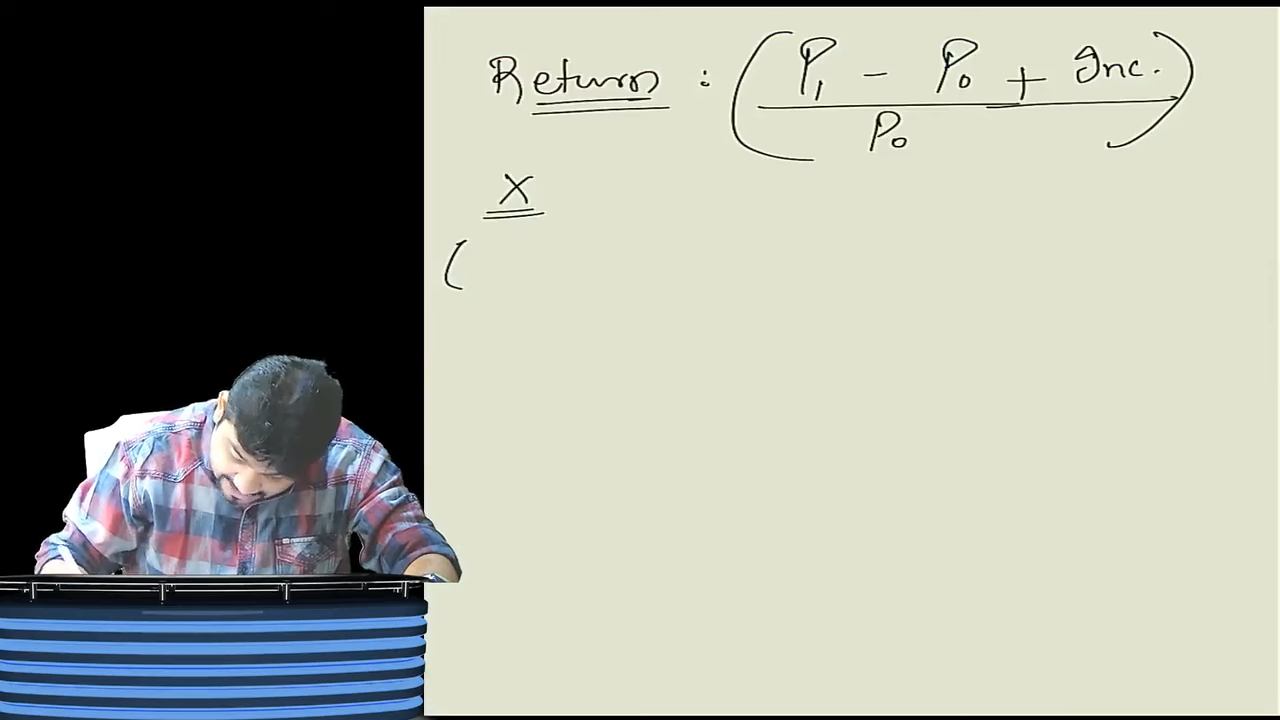 Return : ( P₁ - P₀ + Inc. )
P₀
X
(